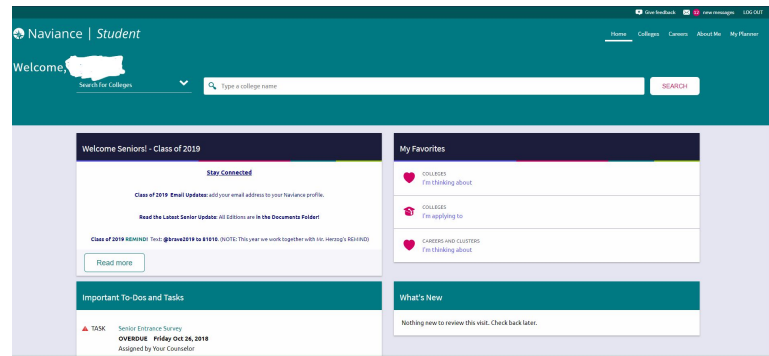 Give feedback 12 new messages LOG OUT
Naviance | Student
Home Colleges Careers About Me My Planner
Welcome,
Search for Colleges
Type a college name
SEARCH
Welcome Seniors! - Class of 2019
Stay Connected
Class of 2019 Email Updates: add your email address to your Naviance profile.
Read the Latest Senior Update: All Editions are in the Documents Folder!
Class of 2019 REMIND! Text: @brave2019 to 81010. (NOTE: This year we work together with Mr. Herzog's REMIND)
Read more
My Favorites
COLLEGES
I'm thinking about
COLLEGES
I'm applying to
CAREERS AND CLUSTERS
I'm thinking about
Important To-Dos and Tasks
TASK Senior Entrance Survey
OVERDUE Friday Oct 26, 2018
Assigned by Your Counselor
What's New
Nothing new to review this visit. Check back later.